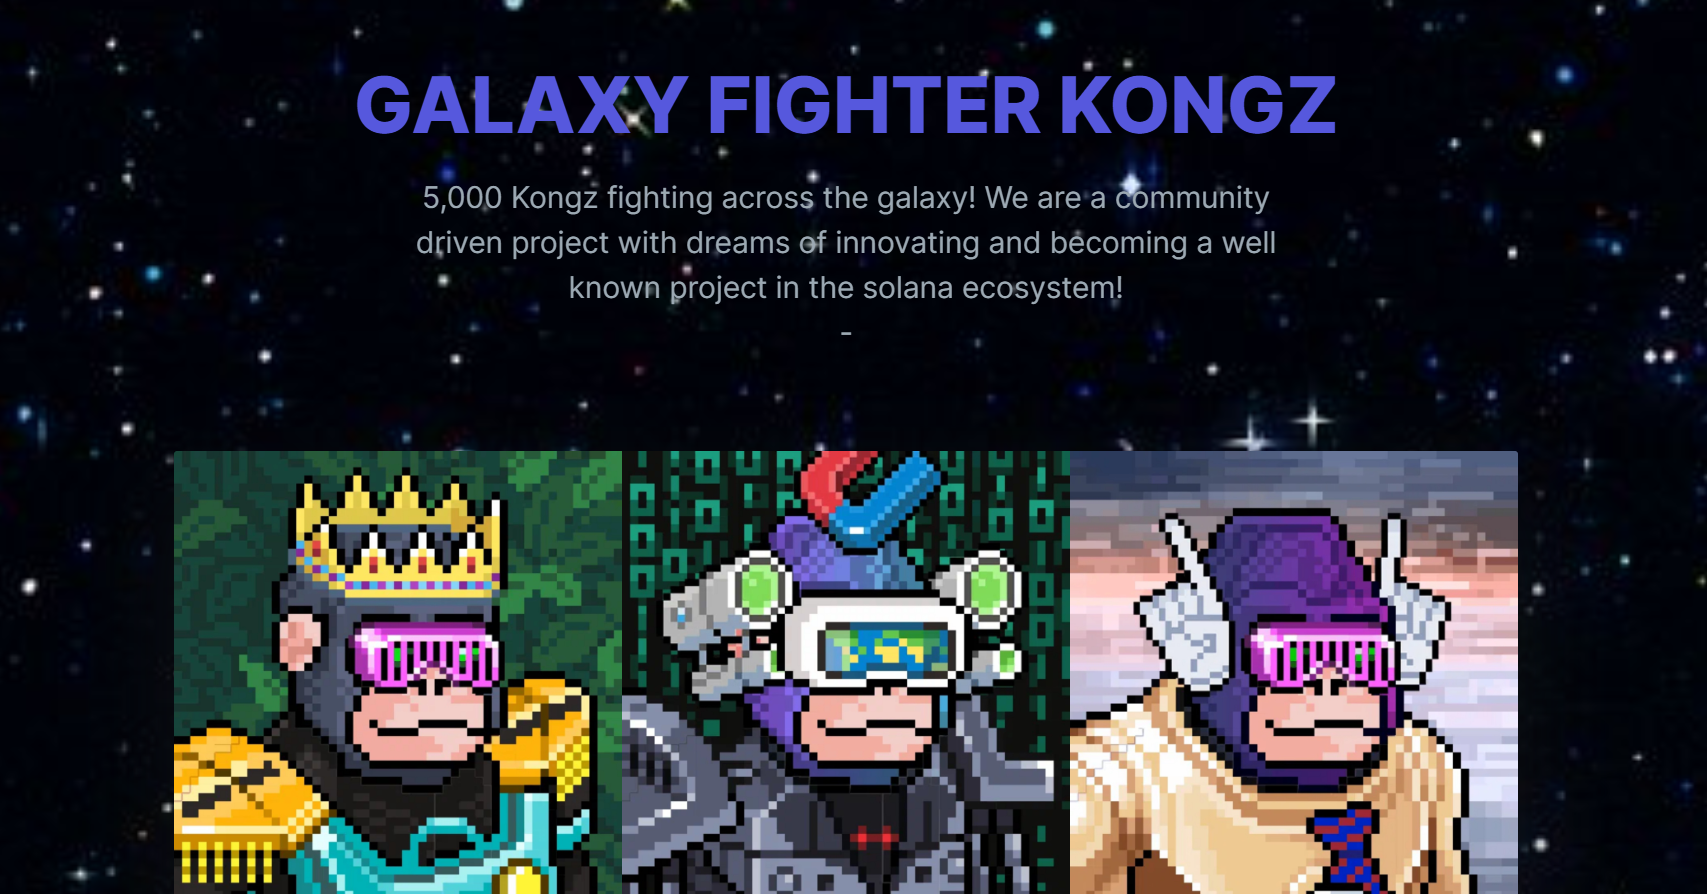 GALAXY FIGHTER KONGZ
5,000 Kongz fighting across the galaxy! We are a community
driven project with dreams of innovating and becoming a well
known project in the solana ecosystem!
-